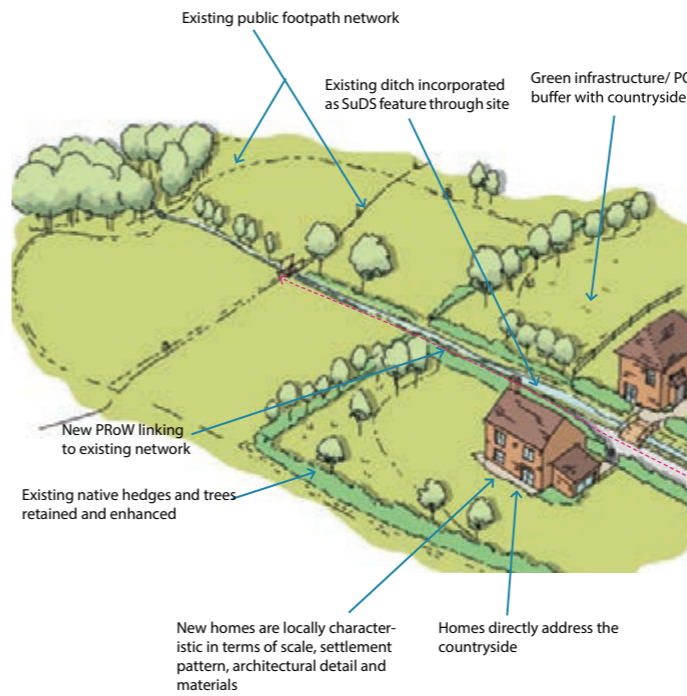 Existing public footpath network
Existing ditch incorporated
as SuDS feature through site
Green infrastructure/
buffer with countryside
New PRoW linking
to existing network
Existing native hedges and trees
retained and enhanced
New homes are locally character-
istic in terms of scale, settlement
pattern, architectural detail and
materials
Homes directly address the
countryside